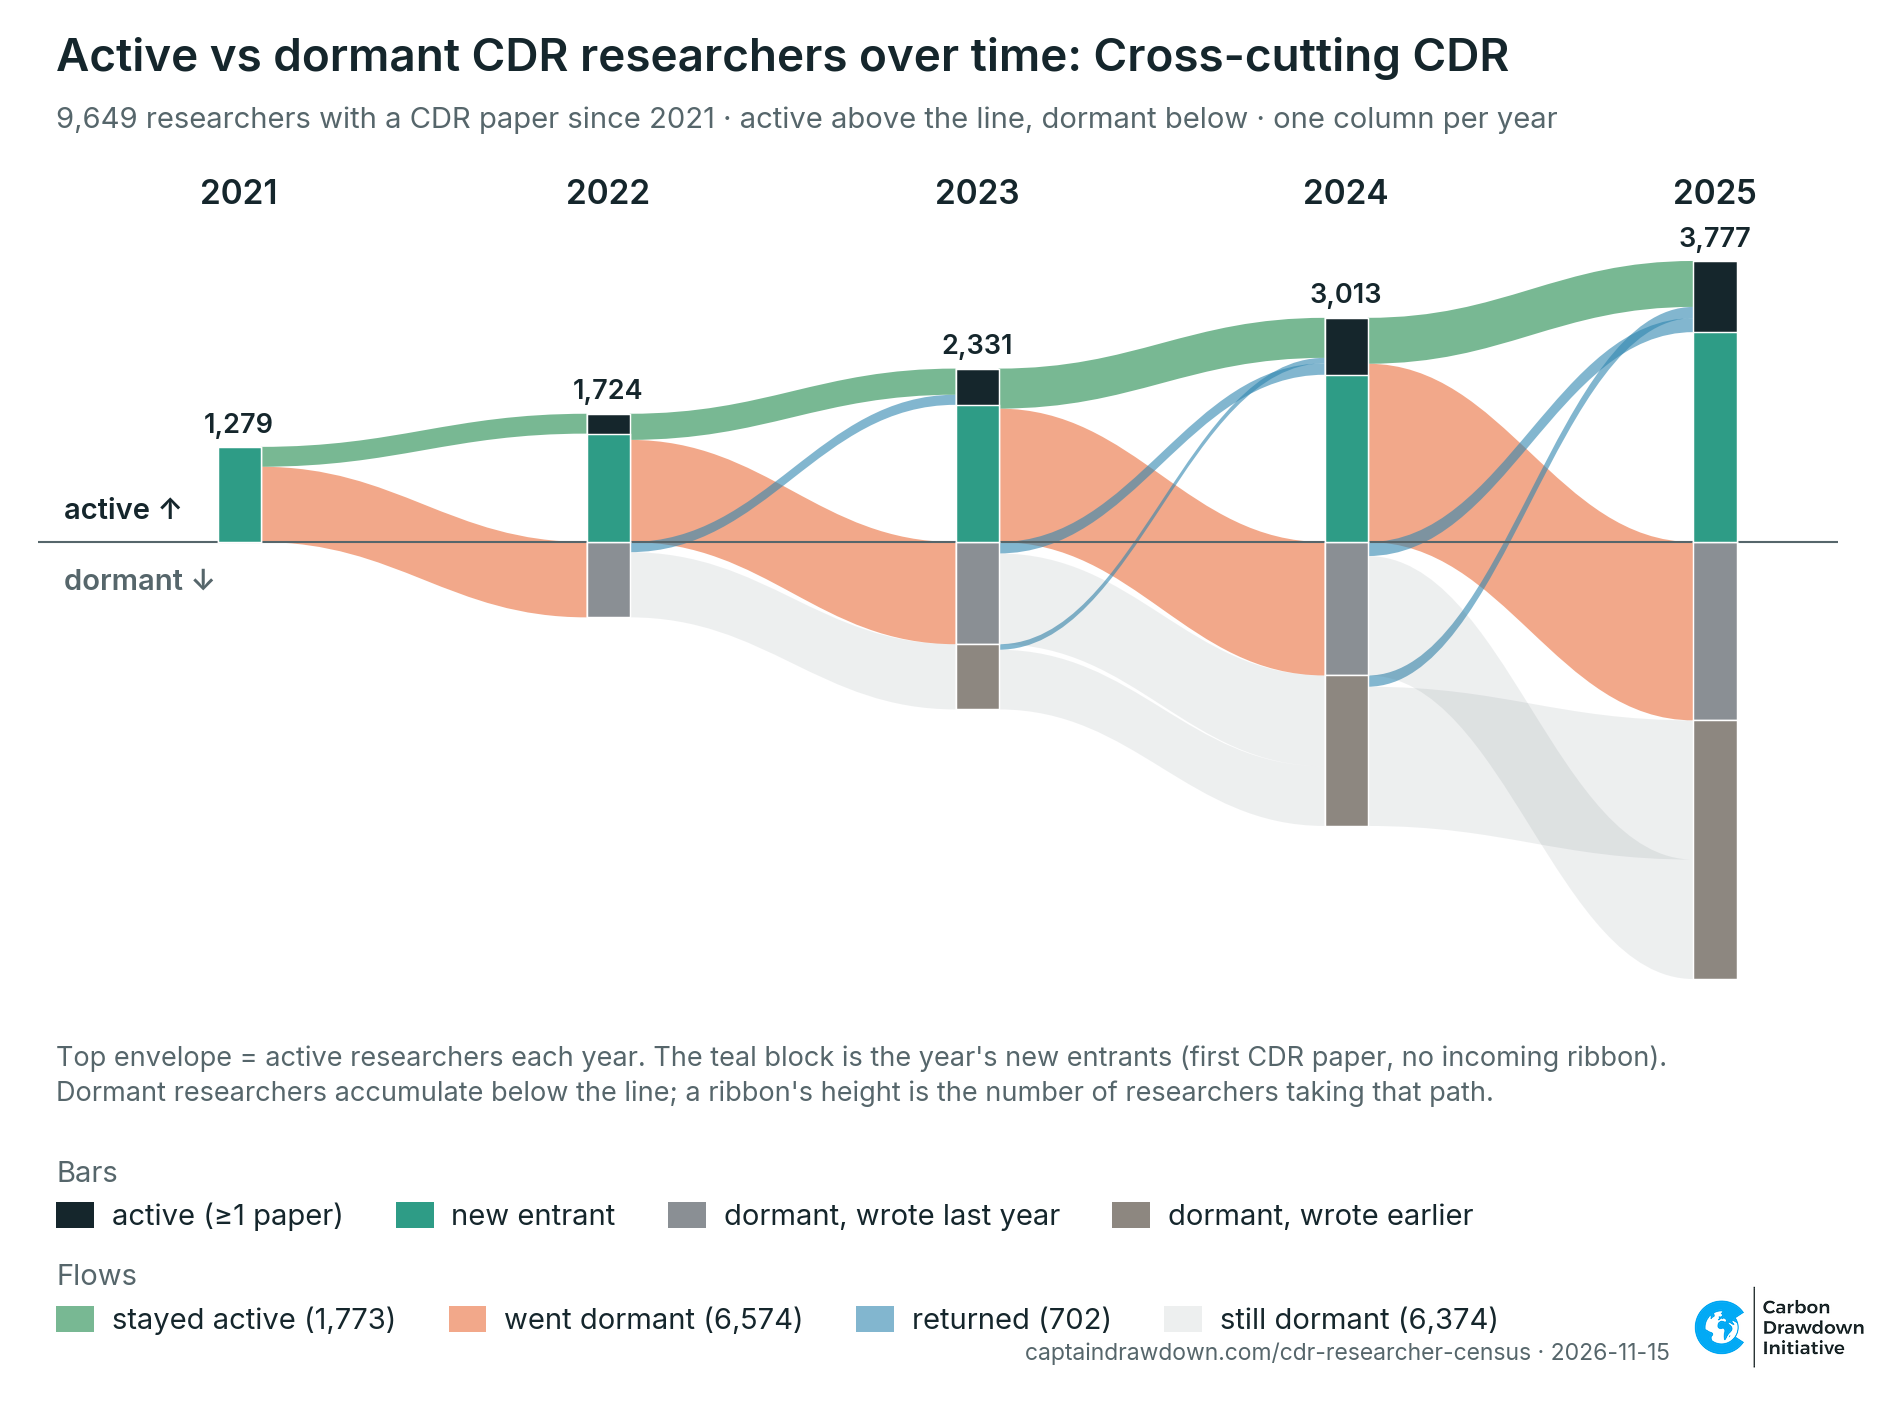 Active vs dormant CDR researchers over time: Cross-cutting CDR
9,649 researchers with a CDR paper since 2021 · active above the line, dormant below · one column per year
2021 2022 2023 2024 2025
3,777
3,013
2,331
1,724
1,279
active ↑
dormant ↓
Top envelope = active researchers each year. The teal block is the year's new entrants (first CDR paper, no incoming ribbon).
Dormant researchers accumulate below the line; a ribbon's height is the number of researchers taking that path.
Bars
active (≥1 paper) new entrant dormant, wrote last year dormant, wrote earlier
Flows
stayed active (1,773) went dormant (6,574) returned (702) still dormant (6,374)
captaindrawdown.com/cdr-researcher-census · 2026-11-15
Carbon
Drawdown
Initiative